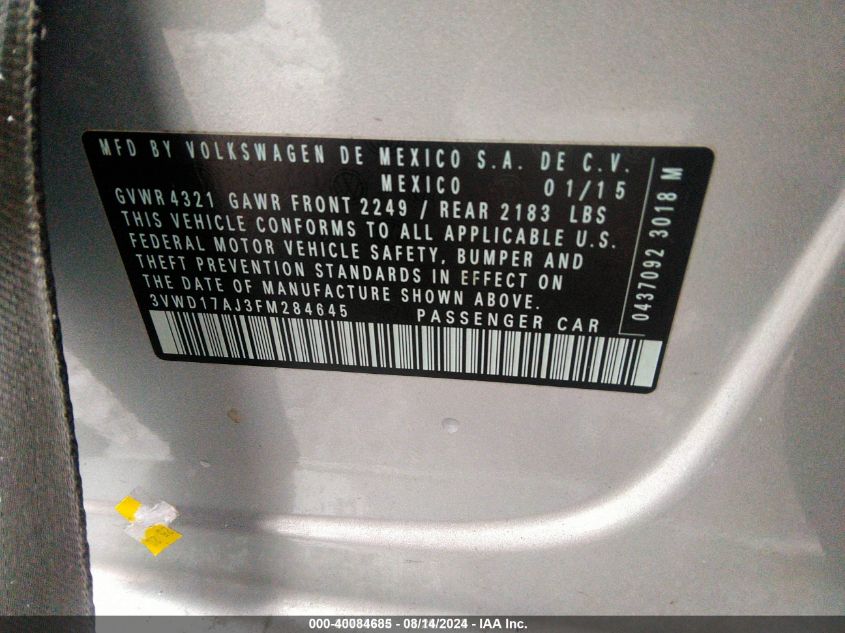 MFD BY VOLKSWAGEN DE MEXICO S.A. DE C.V.
MEXICO 01/15
GVWR 4321 GAWR FRONT 2249 / REAR 2183 LBS
THIS VEHICLE CONFORMS TO ALL APPLICABLE U.S.
FEDERAL MOTOR VEHICLE SAFETY, BUMPER AND
THEFT PREVENTION STANDARDS IN EFFECT ON
THE DATE OF MANUFACTURE SHOWN ABOVE.
3VWD17AJ3FM284645 PASSENGER CAR
0437092 3018 M
000-40084685 - 08/14/2024 - IAA Inc.